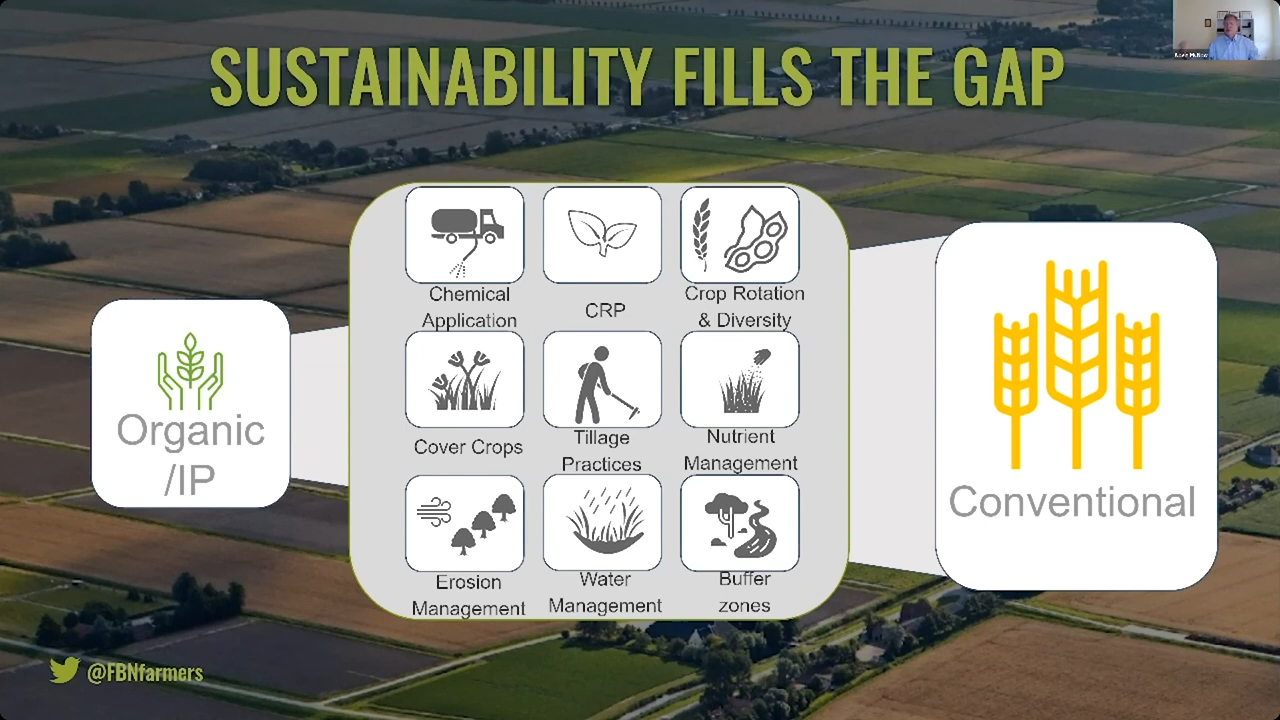 SUSTAINABILITY FILLS THE GAP
Chemical
Application
CRP
Crop Rotation
& Diversity
Organic
/IP
Cover Crops
Tillage
Practices
Nutrient
Management
Conventional
Erosion
Management
Water
Management
Buffer
zones
@FBNfarmers